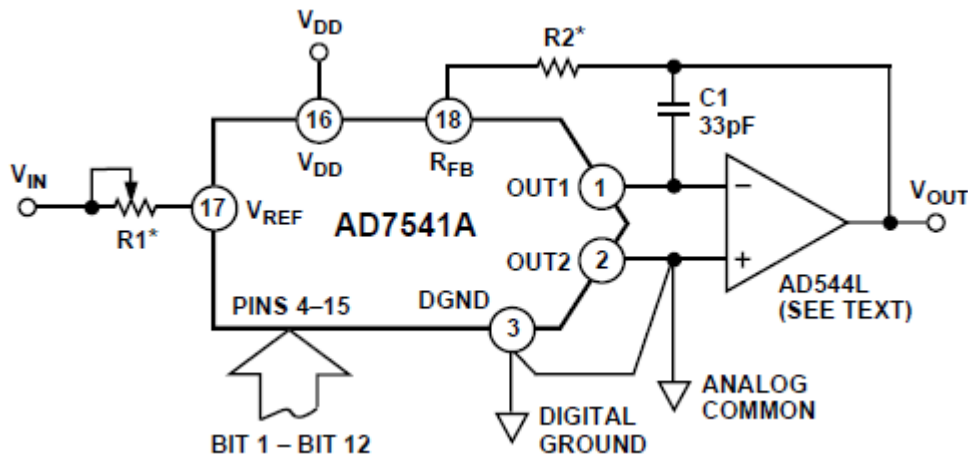 VDD
R2*
C1
33pF
16
18
VDD
RFB
VIN
R1*
17
VREF
AD7541A
OUT1
1
OUT2
2
−
+
VOUT
AD544L
(SEE TEXT)
PINS 4–15
DGND
3
BIT 1 – BIT 12
DIGITAL
GROUND
ANALOG
COMMON